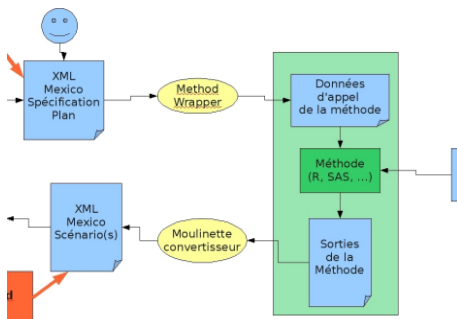 XML
Mexico
Spécification
Plan
Method
Wrapper
Données
d'appel
de la méthode
Méthode
(R, SAS, ...)
XML
Mexico
Scénario(s)
Moulinette
convertisseur
Sorties
de la
Méthode
d